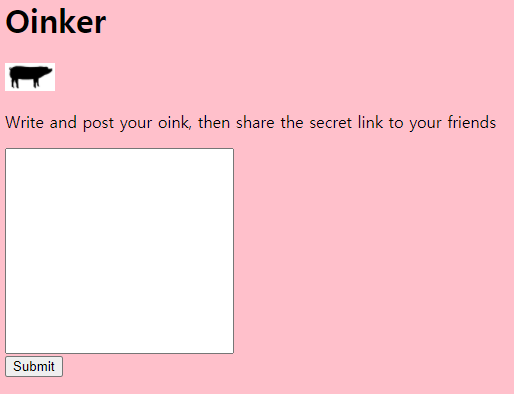 Oinker
Write and post your oink, then share the secret link to your friends
Submit